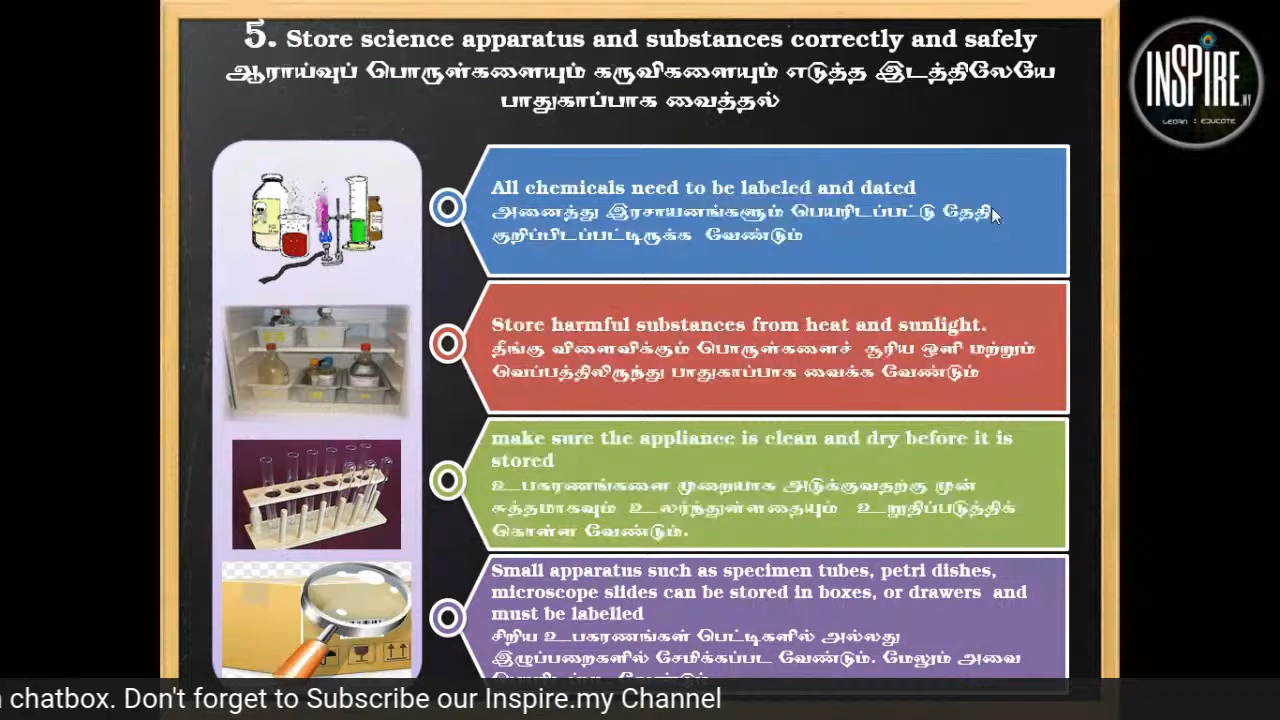 5. Store science apparatus and substances correctly and safely
ஆராய்வுப் பொருள்களையும் கருவிகளையும் எடுத்த இடத்திலேயே
பாதுகாப்பாக வைத்தல்
INSPIRE.MY
LEARN : EDUCATE
All chemicals need to be labeled and dated
அனைத்து இரசாயனங்களும் பெயரிடப்பட்டு தேதி
குறிப்பிடப்பட்டிருக்க வேண்டும்
Store harmful substances from heat and sunlight.
தீங்கு விளைவிக்கும் பொருள்களைச் சூரிய ஒளி மற்றும்
வெப்பத்திலிருந்து பாதுகாப்பாக வைக்க வேண்டும்
make sure the appliance is clean and dry before it is
stored
உபகரணங்களை முறையாக அடுக்குவதற்கு முன்
சுத்தமாகவும் உலர்ந்துள்ளதையும் உறுதிப்படுத்திக்
கொள்ள வேண்டும்.
Small apparatus such as specimen tubes, petri dishes,
microscope slides can be stored in boxes, or drawers and
must be labelled
சிறிய உபகரணங்கள் பெட்டிகளில் அல்லது
இழுப்பறைகளில் சேமிக்கப்பட வேண்டும். மேலும் அவை
chatbox. Don't forget to Subscribe our Inspire.my Channel